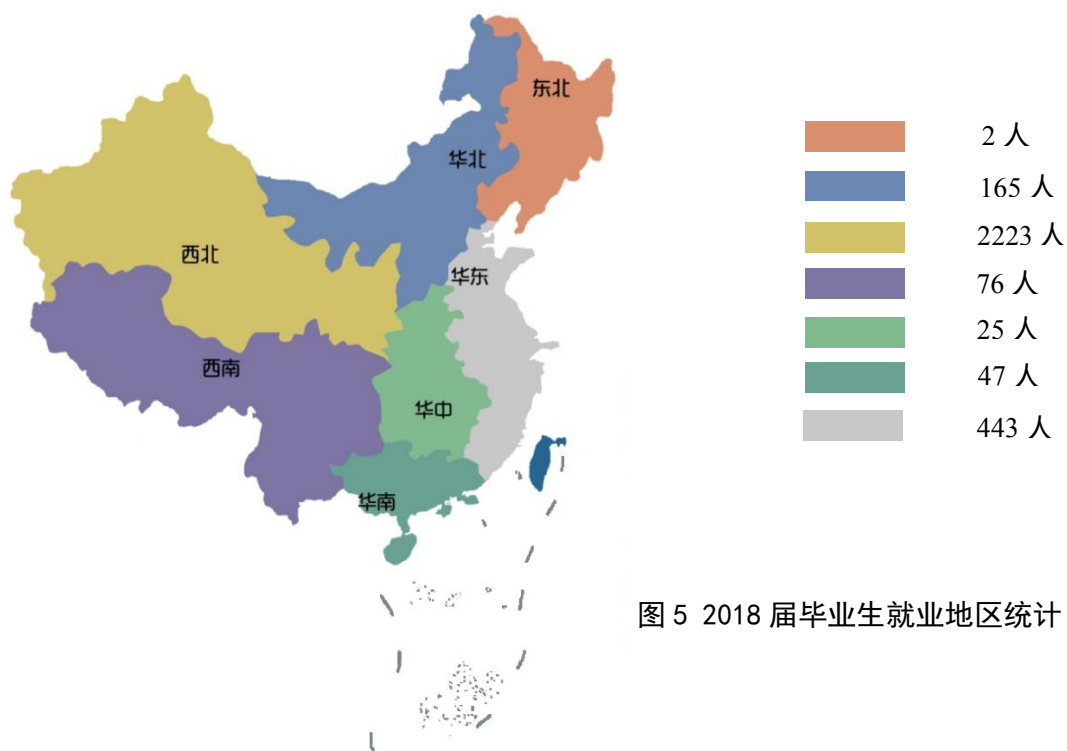 东北
2 人
华北
165 人
2223 人
西北
华东
76 人
25 人
西南
47 人
华中
443 人
华南
图 5 2018 届毕业生就业地区统计